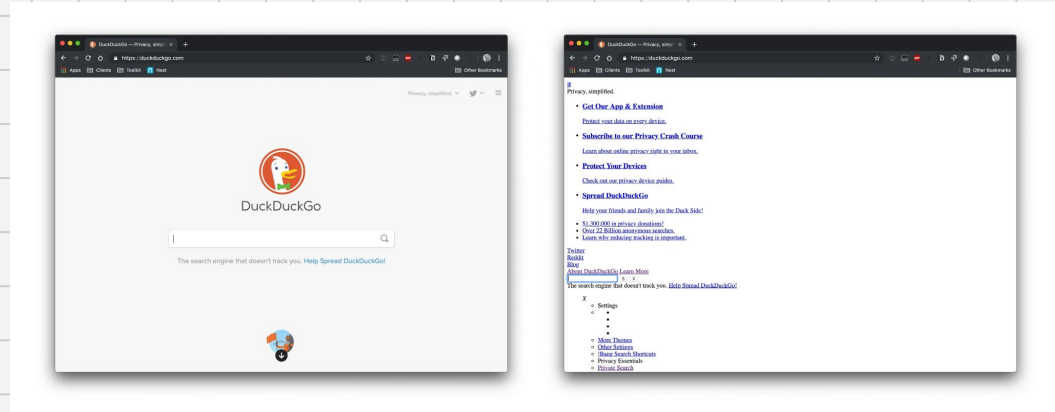 DuckDuckGo — Privacy, simpl
https://duckduckgo.com
Apps Clients Toolkit Nest Other Bookmarks
Privacy, simplified.
DuckDuckGo
The search engine that doesn't track you. Help Spread DuckDuckGo!
DuckDuckGo — Privacy, simpl
https://duckduckgo.com
Apps Clients Toolkit Nest Other Bookmarks
Privacy, simplified.
Get Our App & Extension
Protect your data on every device.
Subscribe to our Privacy Crash Course
Learn about online privacy right in your inbox.
Protect Your Devices
Check out our privacy device guides.
Spread DuckDuckGo
Help your friends and family join the Duck Side!
$1,300,000 in privacy donations!
Over 22 Billion anonymous searches.
Learn why reducing tracking is important.
Twitter
Reddit
Blog
About DuckDuckGo Learn More
The search engine that doesn't track you. Help Spread DuckDuckGo!
X
Settings
More Themes
Other Settings
!Bang Search Shortcuts
Privacy Essentials
Private Search